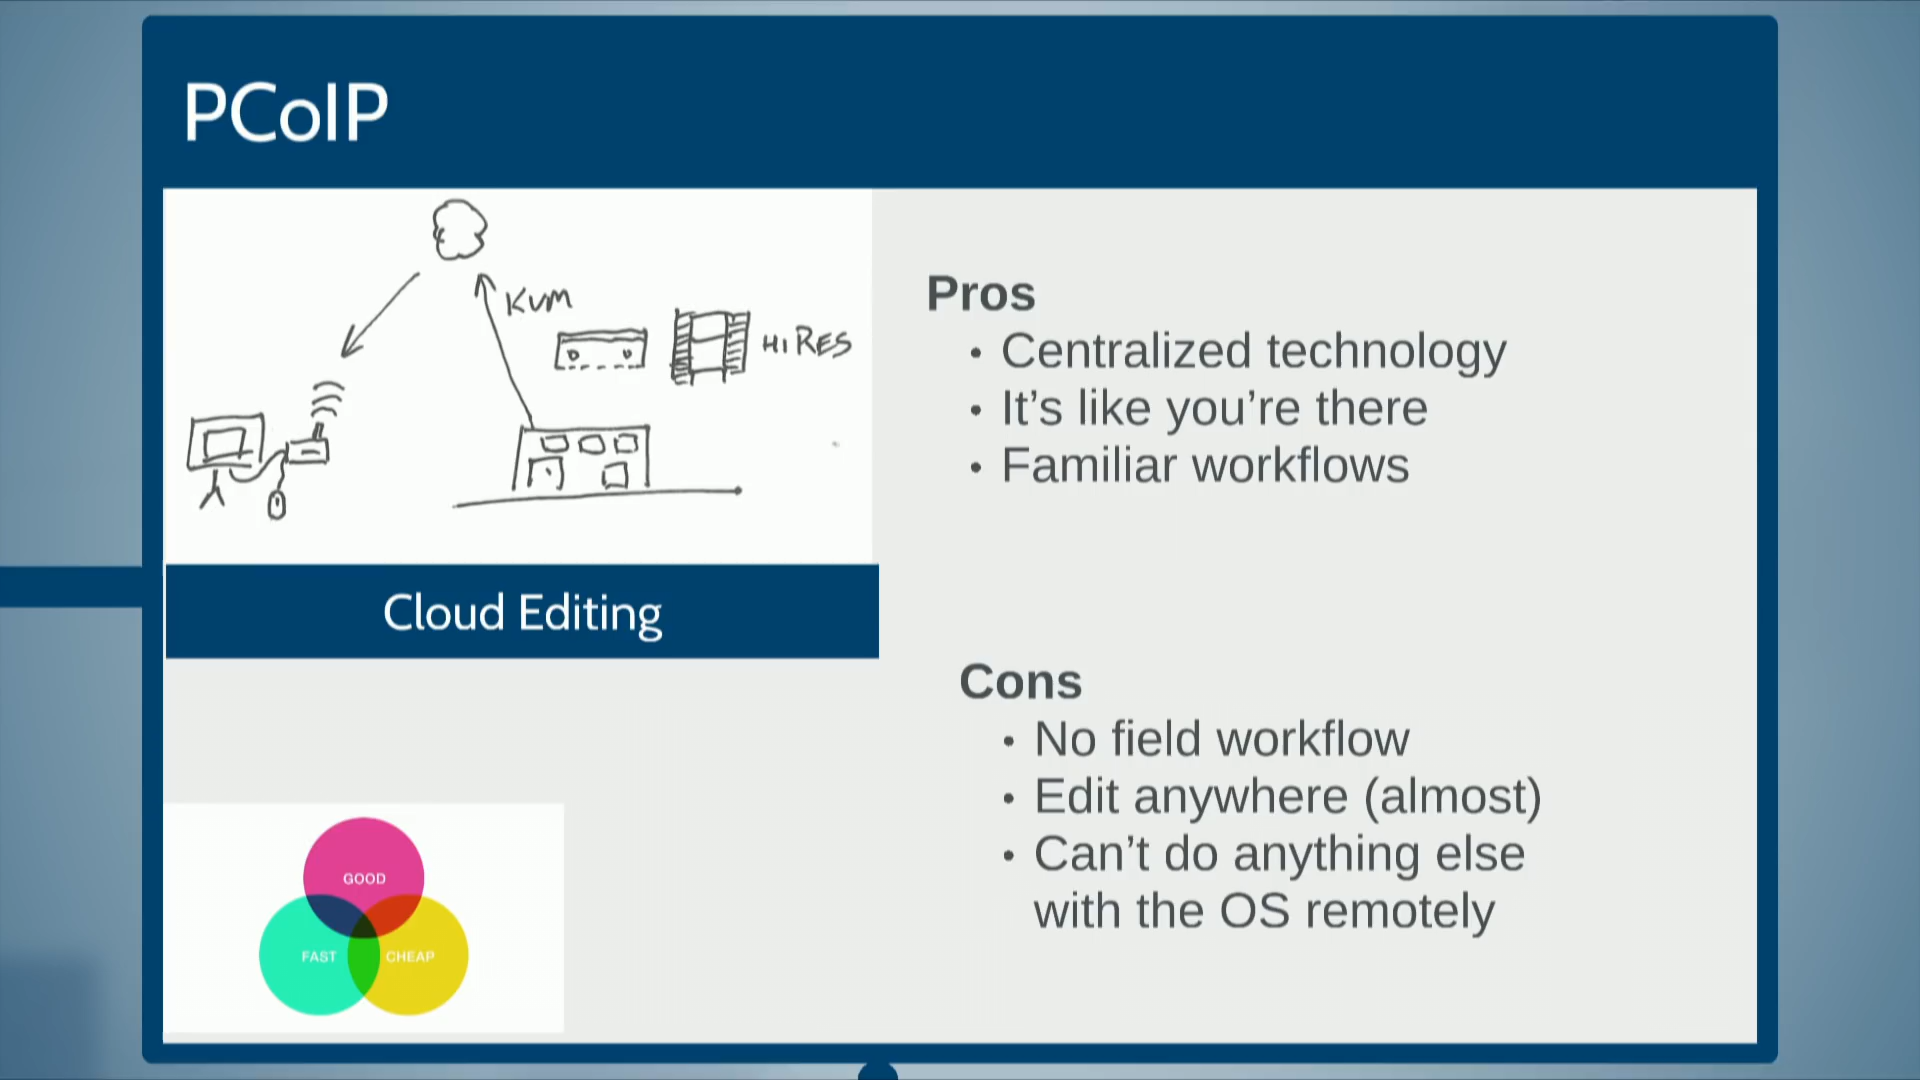 PCoIP
KVM
HIRES
Cloud Editing
GOOD
FAST
CHEAP
Pros
• Centralized technology
• It’s like you’re there
• Familiar workflows
Cons
• No field workflow
• Edit anywhere (almost)
• Can’t do anything else
with the OS remotely